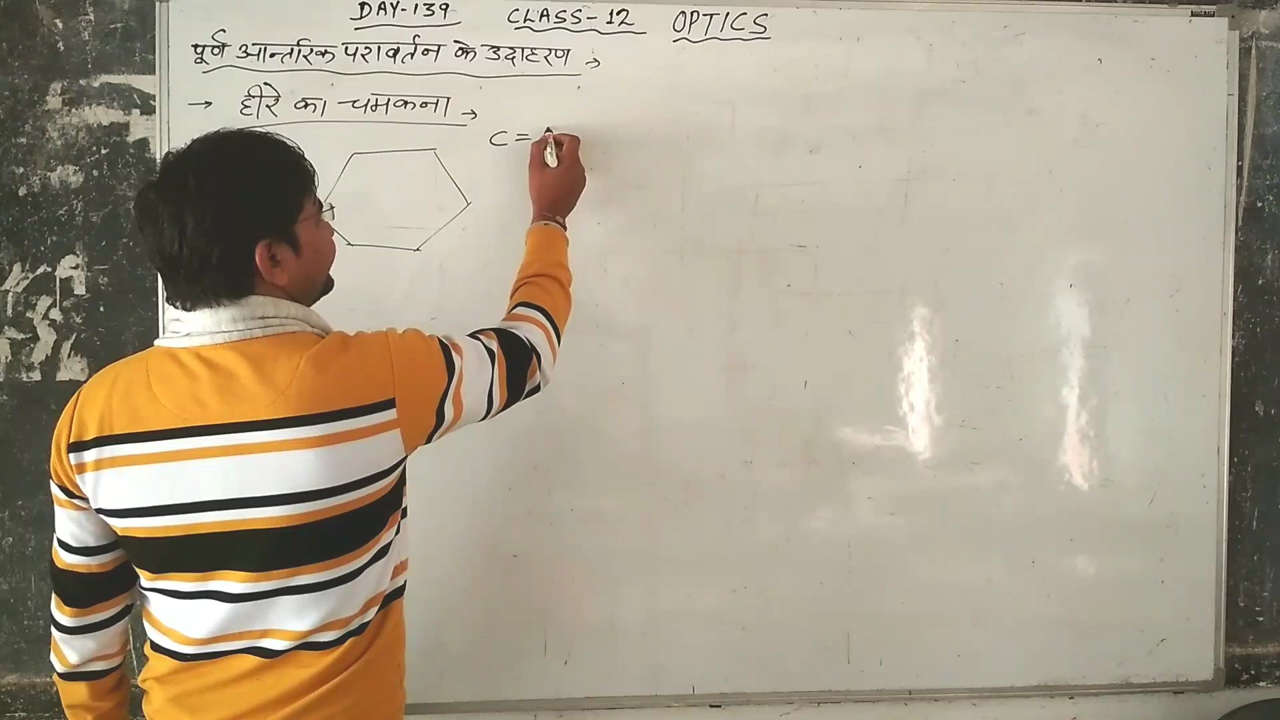 DAY-139 CLASS-12 OPTICS
पूर्ण आन्तरिक परावर्तन के उदाहरण →
→ हीरे का चमकना →
C =